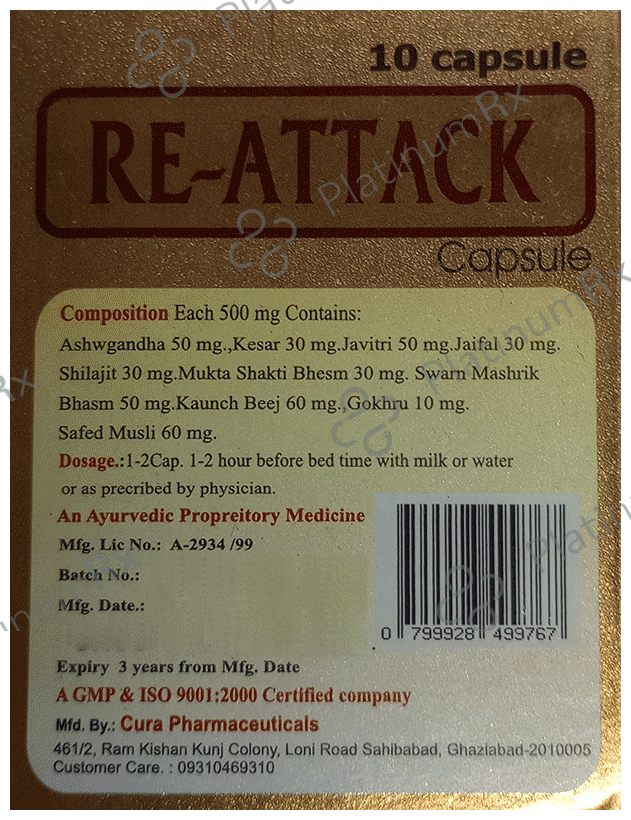 10 capsule
RE-ATTACK
Capsule
Composition Each 500 mg Contains:
Ashwgandha 50 mg.,Kesar 30 mg.Javitri 50 mg.Jaifal 30 mg.
Shilajit 30 mg.Mukta Shakti Bhesm 30 mg. Swarn Mashrik
Bhasm 50 mg.Kaunch Beej 60 mg.,Gokhru 10 mg.
Safed Musli 60 mg.
Dosage.:1-2Cap. 1-2 hour before bed time with milk or water
or as precribed by physician.
An Ayurvedic Propreitory Medicine
Mfg. Lic No.: A-2934 /99
Batch No.:
Mfg. Date.:
0 799928 499767
Expiry 3 years from Mfg. Date
A GMP & ISO 9001:2000 Certified company
Mfd. By.: Cura Pharmaceuticals
461/2, Ram Kishan Kunj Colony, Loni Road Sahibabad, Ghaziabad-2010005
Customer Care. : 09310469310
PlatinumRx